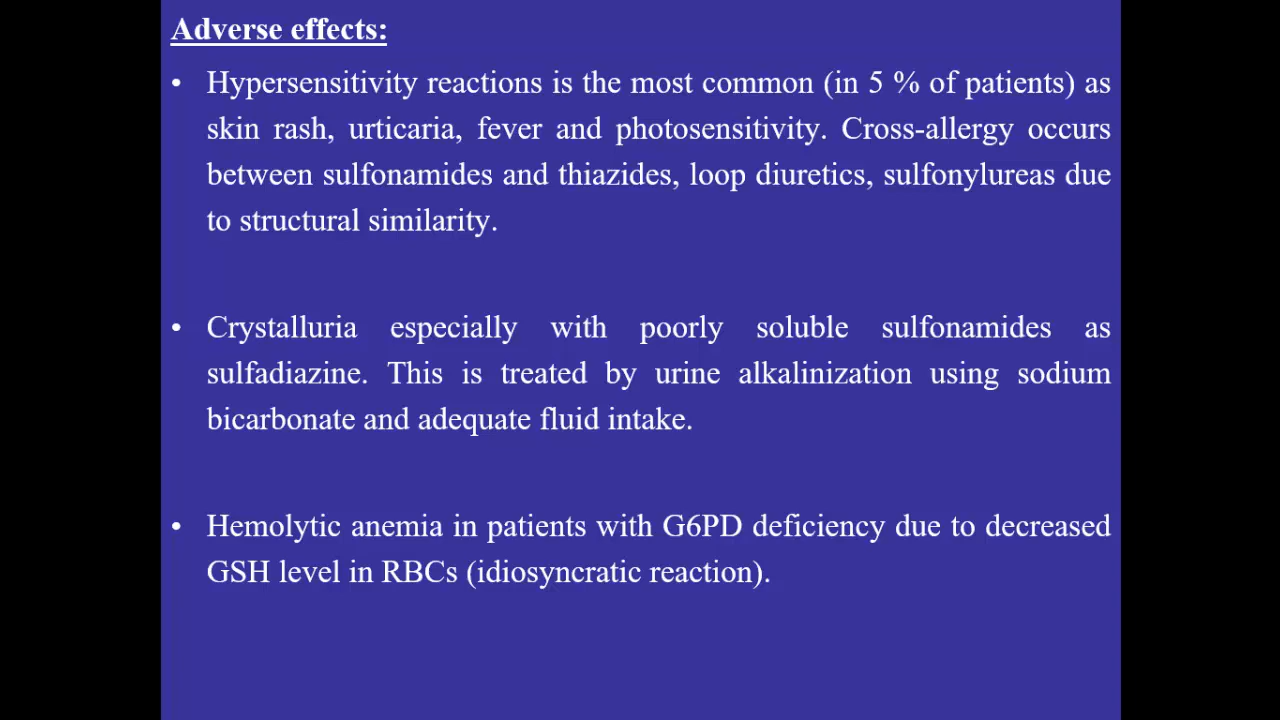 Adverse effects:
• Hypersensitivity reactions is the most common (in 5 % of patients) as
skin rash, urticaria, fever and photosensitivity. Cross-allergy occurs
between sulfonamides and thiazides, loop diuretics, sulfonylureas due
to structural similarity.
• Crystalluria especially with poorly soluble sulfonamides as
sulfadiazine. This is treated by urine alkalinization using sodium
bicarbonate and adequate fluid intake.
• Hemolytic anemia in patients with G6PD deficiency due to decreased
GSH level in RBCs (idiosyncratic reaction).